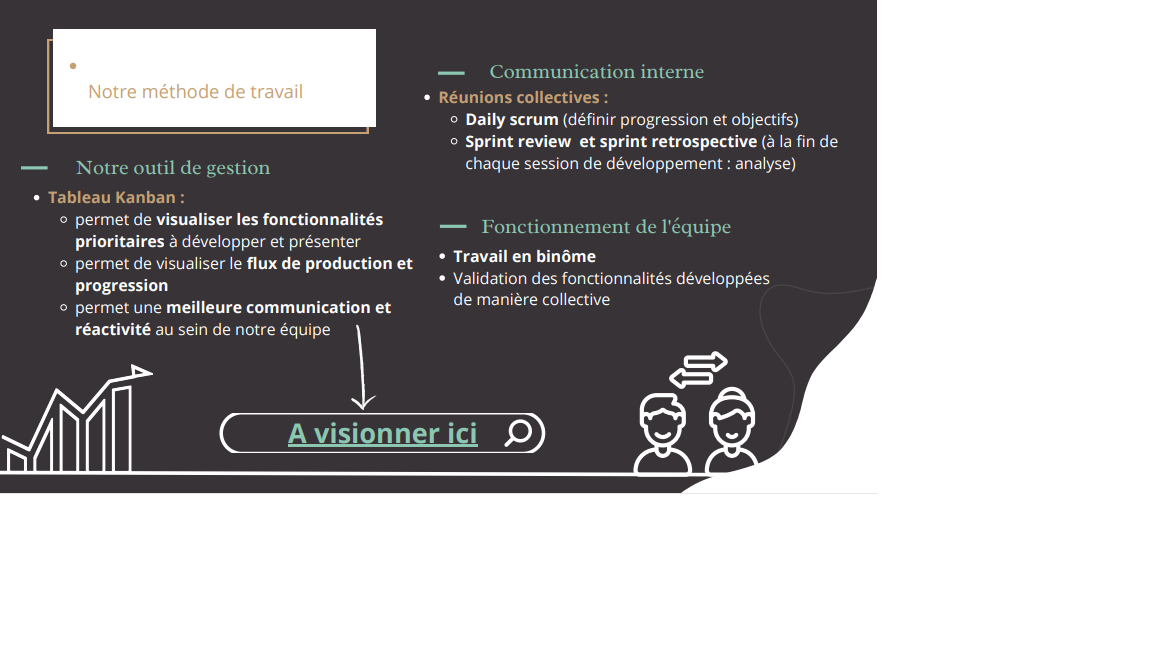 Notre méthode de travail
Notre outil de gestion
Tableau Kanban :
permet de visualiser les fonctionnalités
prioritaires à développer et présenter
permet de visualiser le flux de production et
progression
permet une meilleure communication et
réactivité au sein de notre équipe
A visionner ici
Communication interne
Réunions collectives :
Daily scrum (définir progression et objectifs)
Sprint review et sprint retrospective (à la fin de
chaque session de développement : analyse)
Fonctionnement de l'équipe
Travail en binôme
Validation des fonctionnalités développées
de manière collective